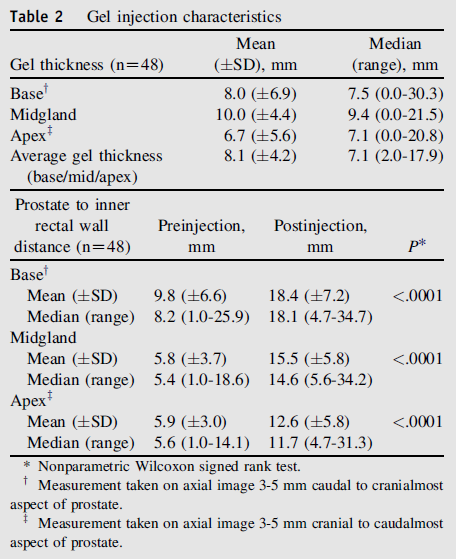 Table 2 Gel injection characteristics
Gel thickness (n=48) Mean (±SD), mm Median (range), mm
Base† 8.0 (±6.9) 7.5 (0.0-30.3)
Midgland 10.0 (±4.4) 9.4 (0.0-21.5)
Apex‡ 6.7 (±5.6) 7.1 (0.0-20.8)
Average gel thickness 8.1 (±4.2) 7.1 (2.0-17.9)
(base/mid/apex)
Prostate to inner
rectal wall Preinjection, Postinjection,
distance (n=48) mm mm P*
Base†
Mean (±SD) 9.8 (±6.6) 18.4 (±7.2) <.0001
Median (range) 8.2 (1.0-25.9) 18.1 (4.7-34.7)
Midgland
Mean (±SD) 5.8 (±3.7) 15.5 (±5.8) <.0001
Median (range) 5.4 (1.0-18.6) 14.6 (5.6-34.2)
Apex‡
Mean (±SD) 5.9 (±3.0) 12.6 (±5.8) <.0001
Median (range) 5.6 (1.0-14.1) 11.7 (4.7-31.3)
* Nonparametric Wilcoxon signed rank test.
† Measurement taken on axial image 3-5 mm caudal to cranialmost
aspect of prostate.
‡ Measurement taken on axial image 3-5 mm cranial to caudalmost
aspect of prostate.